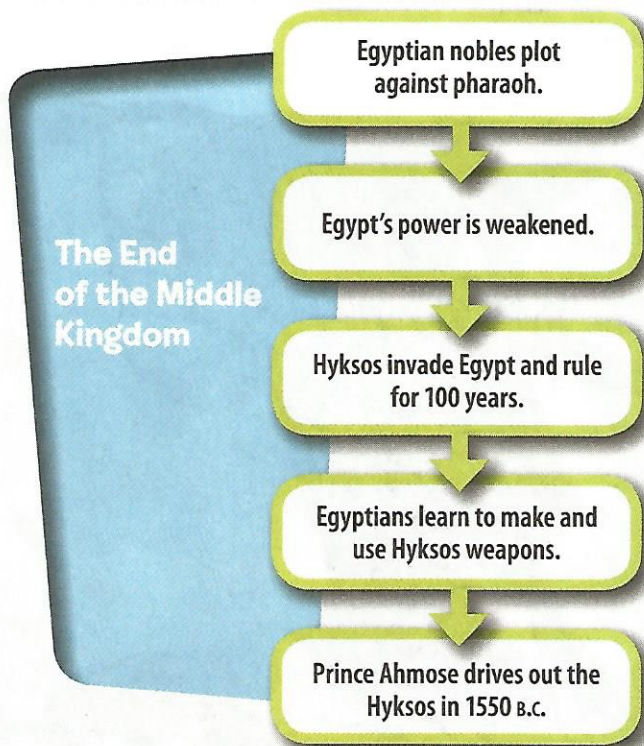 The End
of the Middle
Kingdom
Egyptian nobles plot
against pharaoh.
Egypt's power is weakened.
Hyksos invade Egypt and rule
for 100 years.
Egyptians learn to make and
use Hyksos weapons.
Prince Ahmose drives out the
Hyksos in 1550 B.C.